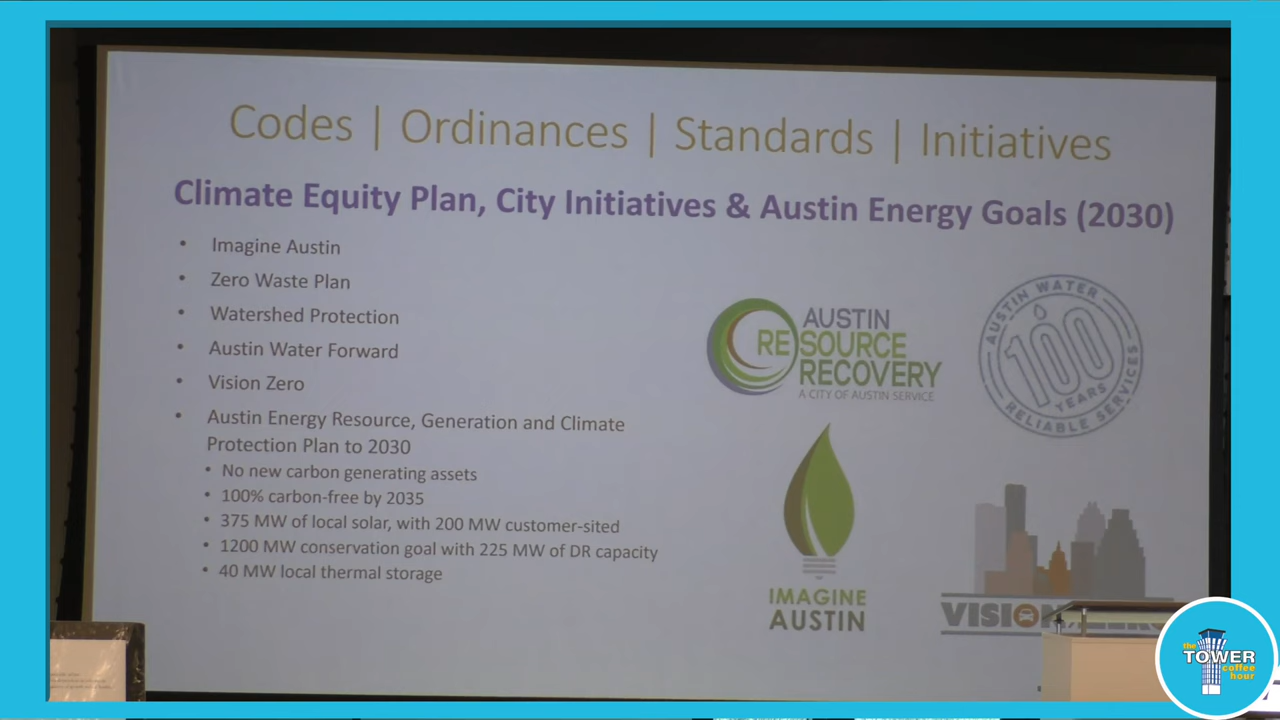 Codes | Ordinances | Standards | Initiatives
Climate Equity Plan, City Initiatives & Austin Energy Goals (2030)
• Imagine Austin
• Zero Waste Plan
• Watershed Protection
• Austin Water Forward
• Vision Zero
• Austin Energy Resource, Generation and Climate
Protection Plan to 2030
• No new carbon generating assets
• 100% carbon-free by 2035
• 375 MW of local solar, with 200 MW customer-sited
• 1200 MW conservation goal with 225 MW of DR capacity
• 40 MW local thermal storage
AUSTIN
RESOURCE
RECOVERY
A CITY OF AUSTIN SERVICE
AUSTIN WATER
100
YEARS
RELIABLE SERVICES
IMAGINE
AUSTIN
VISION
the
TOWER
coffee
hour